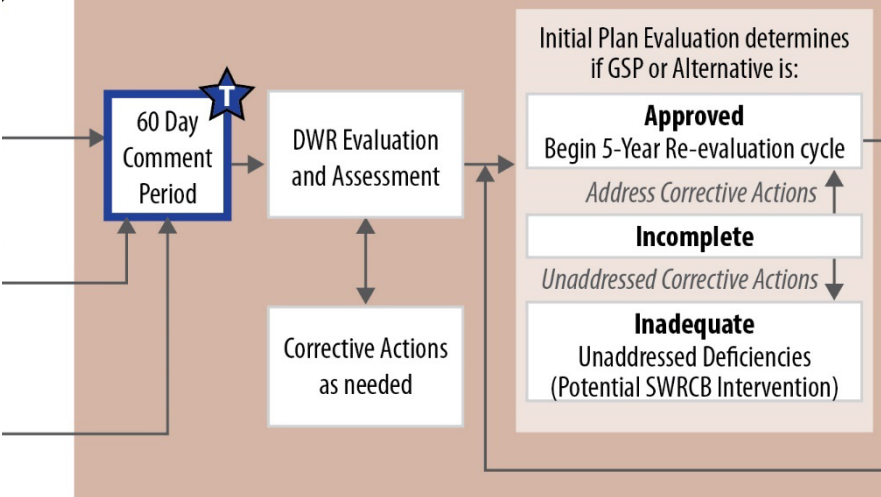 T
60 Day
Comment
Period
DWR Evaluation
and Assessment
Corrective Actions
as needed
Initial Plan Evaluation determines
if GSP or Alternative is:
Approved
Begin 5-Year Re-evaluation cycle
Address Corrective Actions
Incomplete
Unaddressed Corrective Actions
Inadequate
Unaddressed Deficiencies
(Potential SWRCB Intervention)